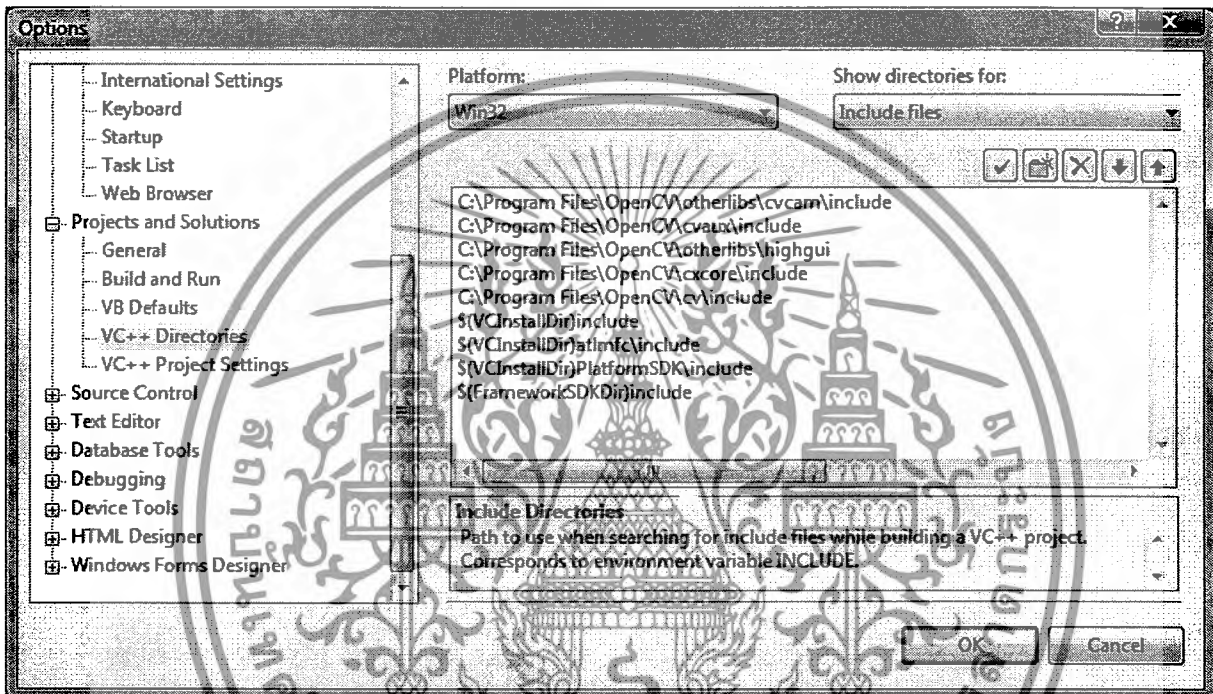 Options
International Settings
Keyboard
Startup
Task List
Web Browser
Projects and Solutions
General
Build and Run
VB Defaults
VC++ Directories
VC++ Project Settings
Source Control
Text Editor
Database Tools
Debugging
Device Tools
HTML Designer
Windows Forms Designer
Platform:
Win32
Show directories for:
Include files
C:\Program Files\OpenCV\otherlibs\cvcam\include
C:\Program Files\OpenCV\cvaux\include
C:\Program Files\OpenCV\otherlibs\highgui
C:\Program Files\OpenCV\cxcore\include
C:\Program Files\OpenCV\cv\include
$(VCInstallDir)include
$(VCInstallDir)atlmfc\include
$(VCInstallDir)PlatformSDK\include
$(FrameworkSDKDir)include
Include Directories
Path to use when searching for include files while building a VC++ project.
Corresponds to environment variable INCLUDE.
OK
Cancel